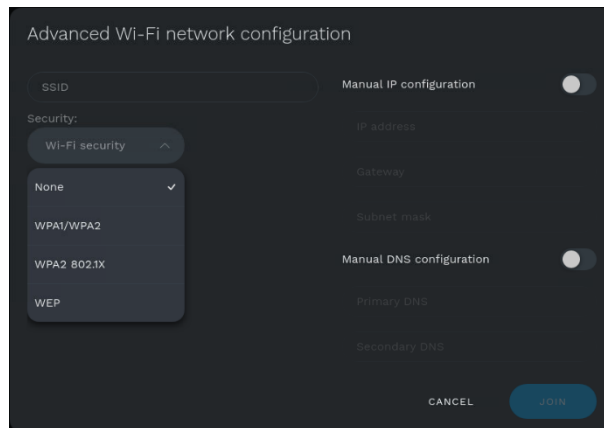 Advanced Wi-Fi network configuration
SSID
Security:
Wi-Fi security
None
WPA1/WPA2
WPA2 802.1X
WEP
Manual IP configuration
IP address
Gateway
Subnet mask
Manual DNS configuration
Primary DNS
Secondary DNS
CANCEL
JOIN